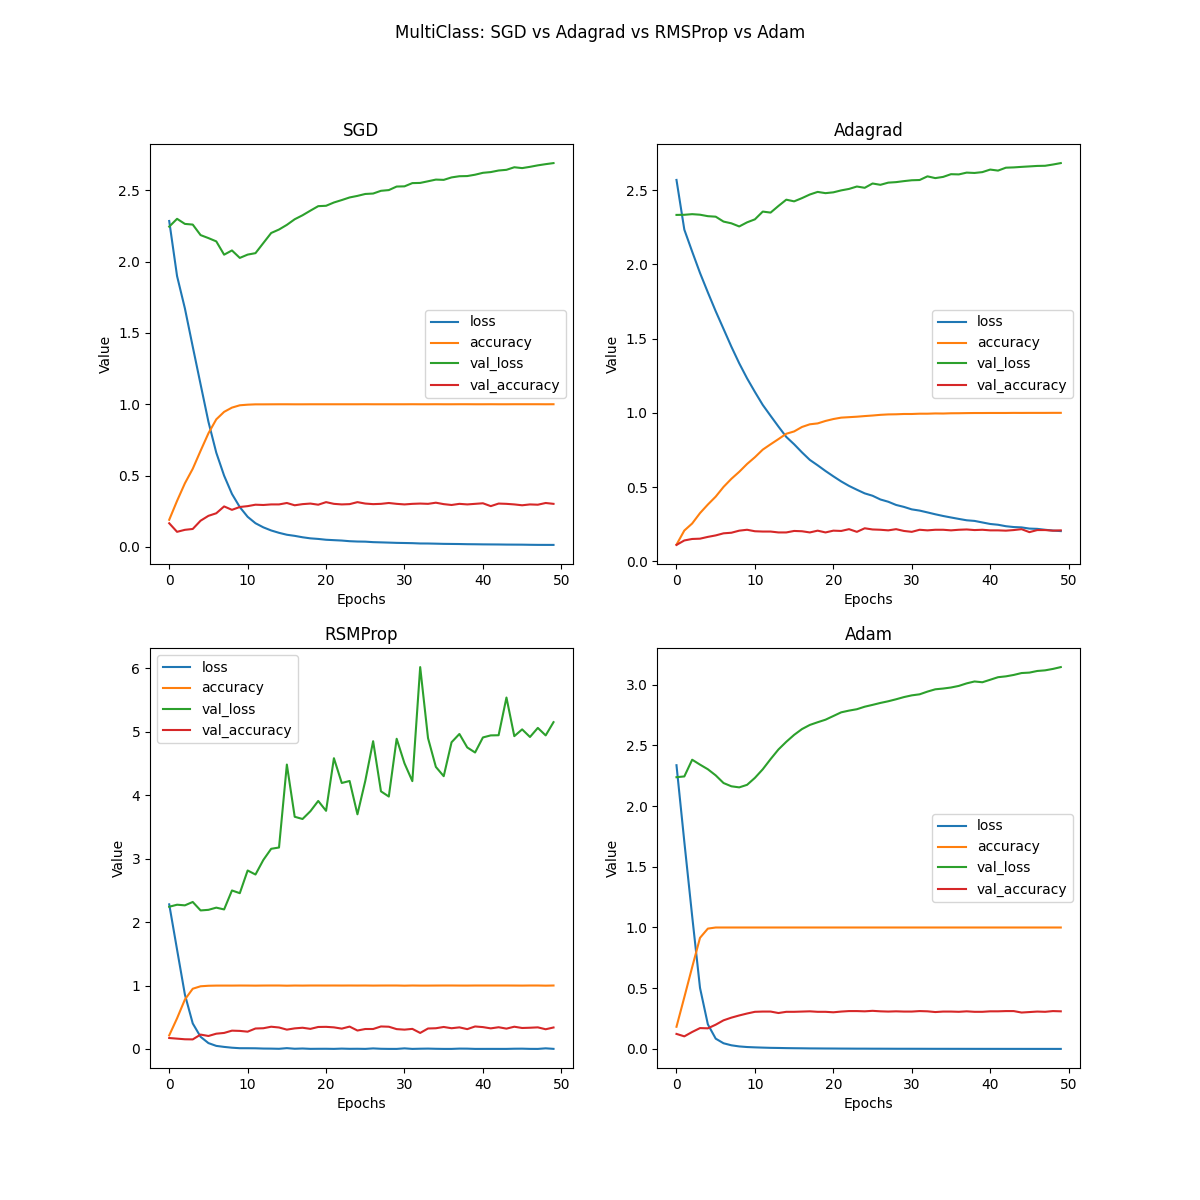 MultiClass: SGD vs Adagrad vs RMSProp vs Adam
SGD
Value
2.5
2.0
1.5
1.0
0.5
0.0
loss
accuracy
val_loss
val_accuracy
0 10 20 30 40 50
Epochs
Adagrad
Value
2.5
2.0
1.5
1.0
0.5
0.0
loss
accuracy
val_loss
val_accuracy
0 10 20 30 40 50
Epochs
RSMProp
Value
6
5
4
3
2
1
0
loss
accuracy
val_loss
val_accuracy
0 10 20 30 40 50
Epochs
Adam
Value
3.0
2.5
2.0
1.5
1.0
0.5
0.0
loss
accuracy
val_loss
val_accuracy
0 10 20 30 40 50
Epochs